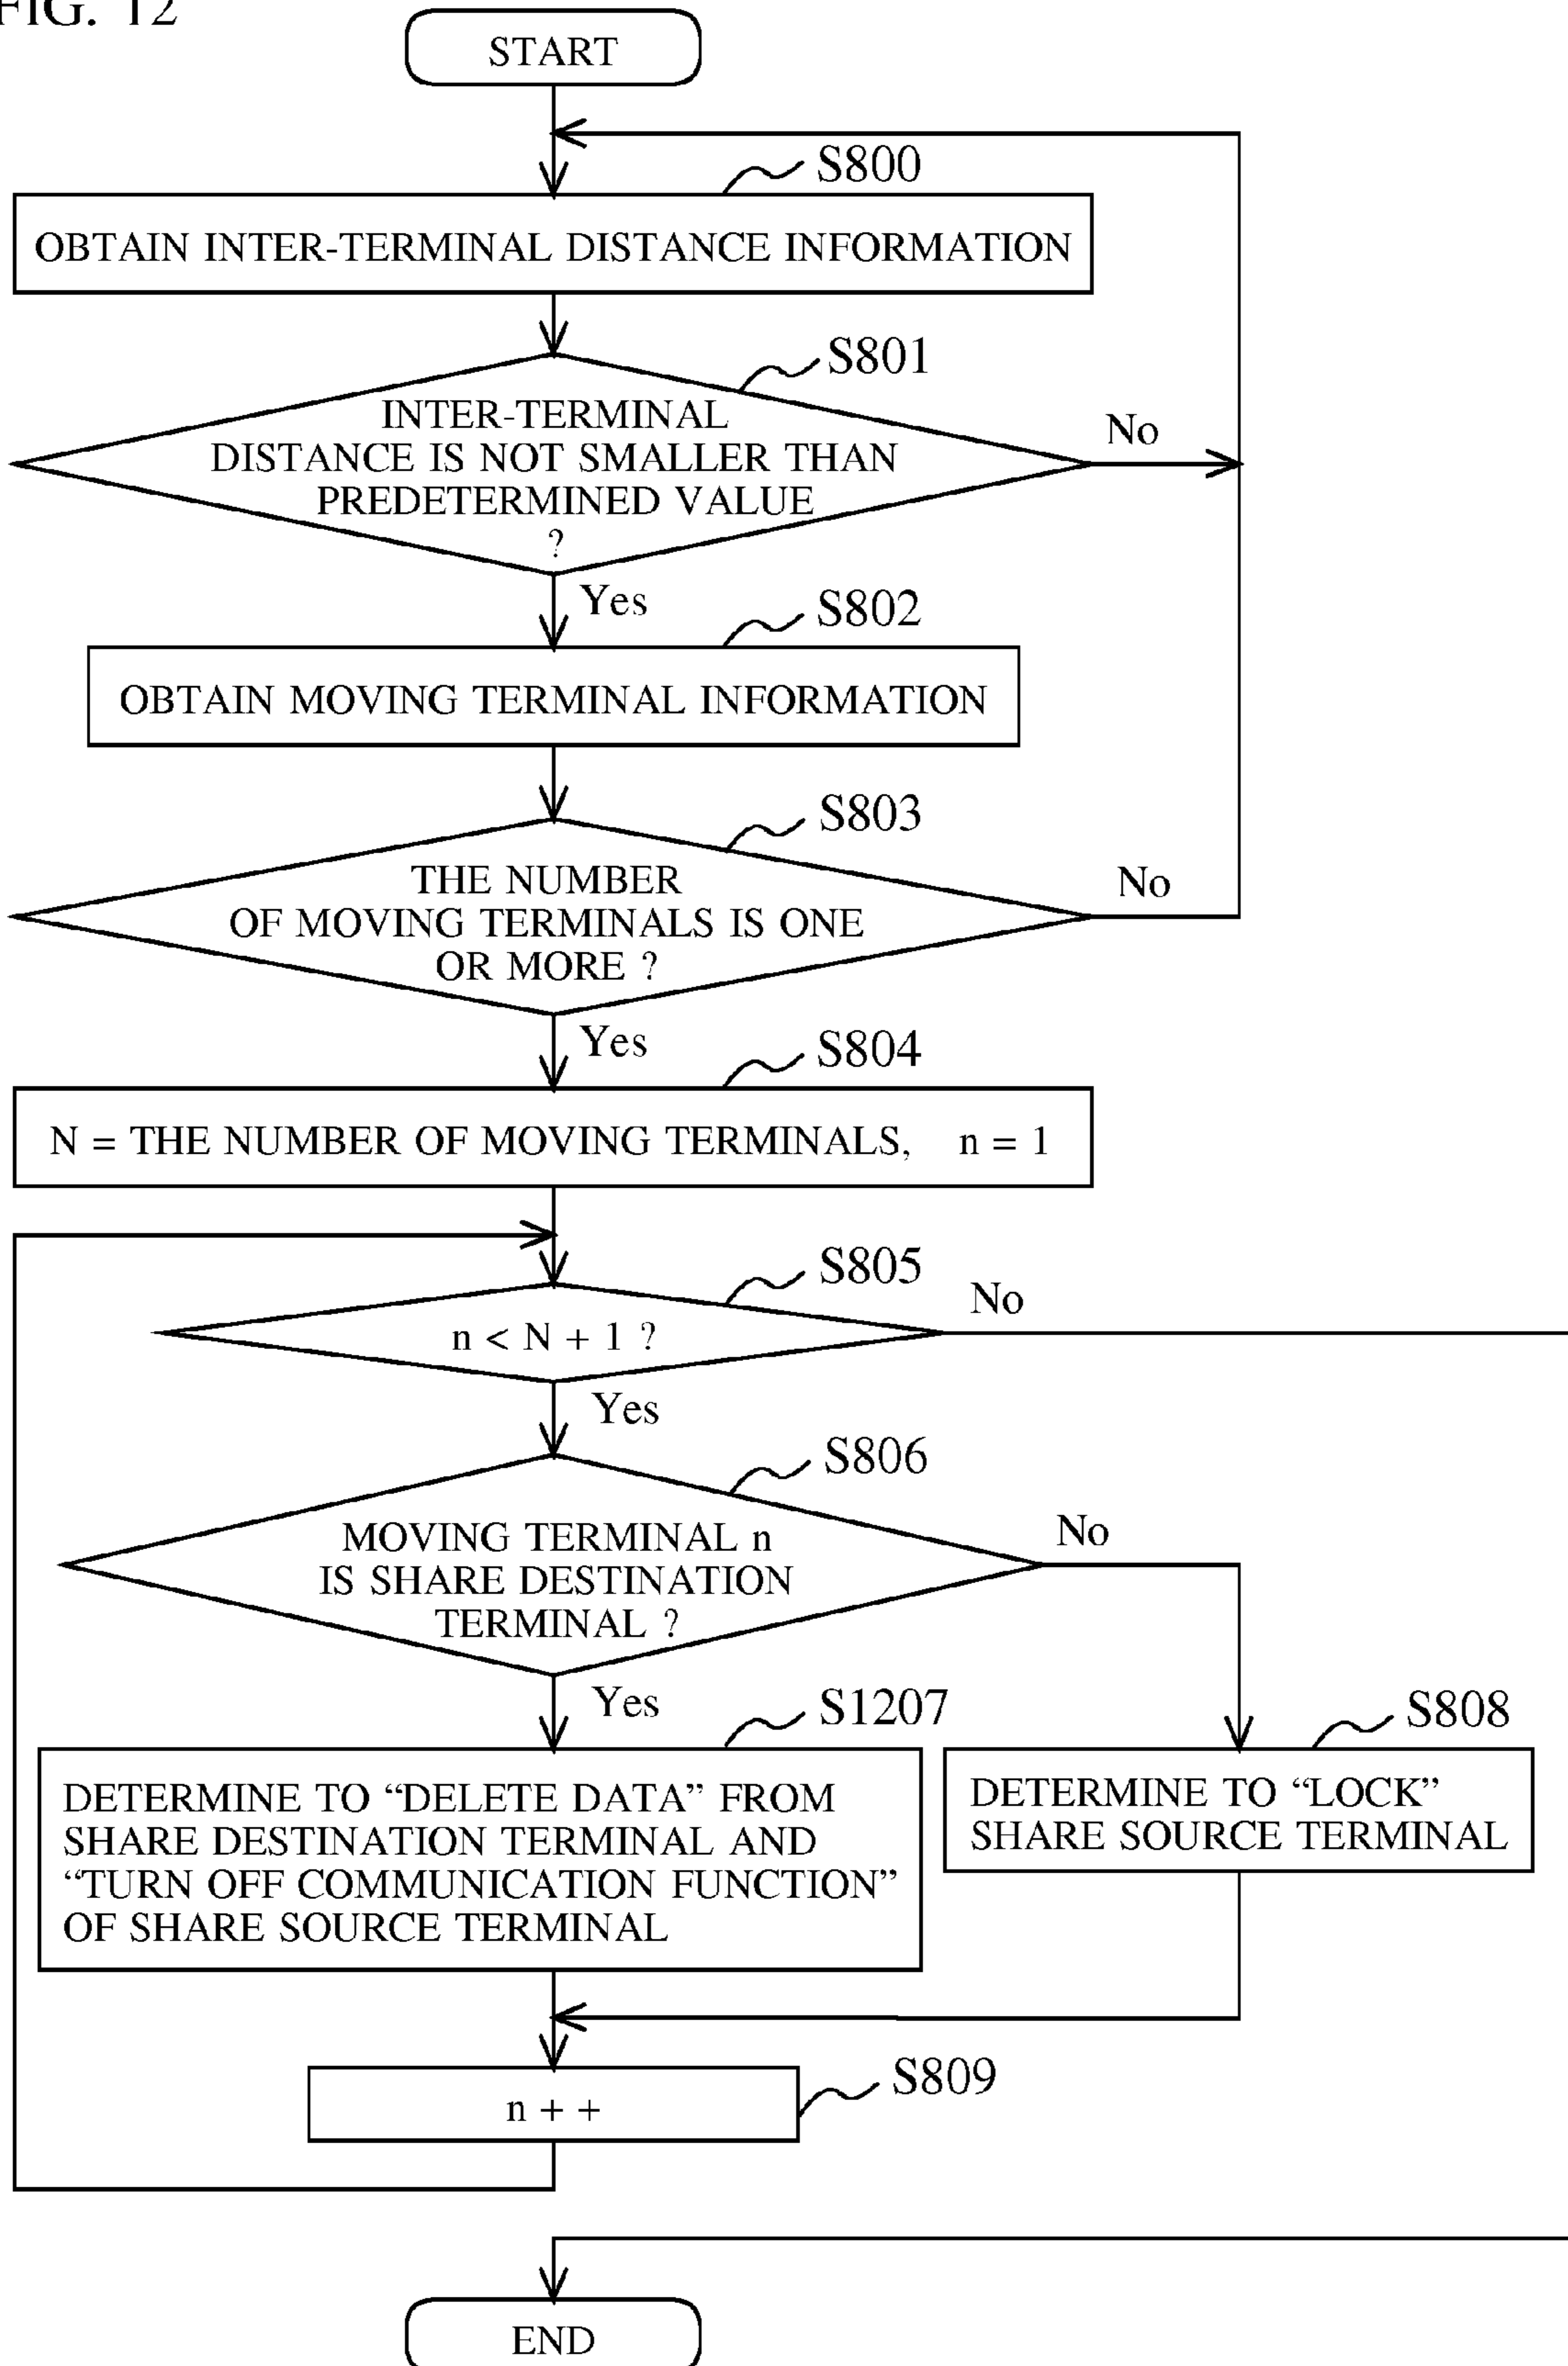 FIG. 12
START
S800
OBTAIN INTER-TERMINAL DISTANCE INFORMATION
S801
INTER-TERMINAL
DISTANCE IS NOT SMALLER THAN
PREDETERMINED VALUE
?
No
Yes
S802
OBTAIN MOVING TERMINAL INFORMATION
S803
THE NUMBER
OF MOVING TERMINALS IS ONE
OR MORE ?
No
Yes
S804
N = THE NUMBER OF MOVING TERMINALS, n = 1
S805
n < N + 1 ?
No
Yes
S806
MOVING TERMINAL n
IS SHARE DESTINATION
TERMINAL ?
No
Yes
S1207
DETERMINE TO “DELETE DATA” FROM
SHARE DESTINATION TERMINAL AND
“TURN OFF COMMUNICATION FUNCTION”
OF SHARE SOURCE TERMINAL
S808
DETERMINE TO “LOCK”
SHARE SOURCE TERMINAL
S809
n + +
END